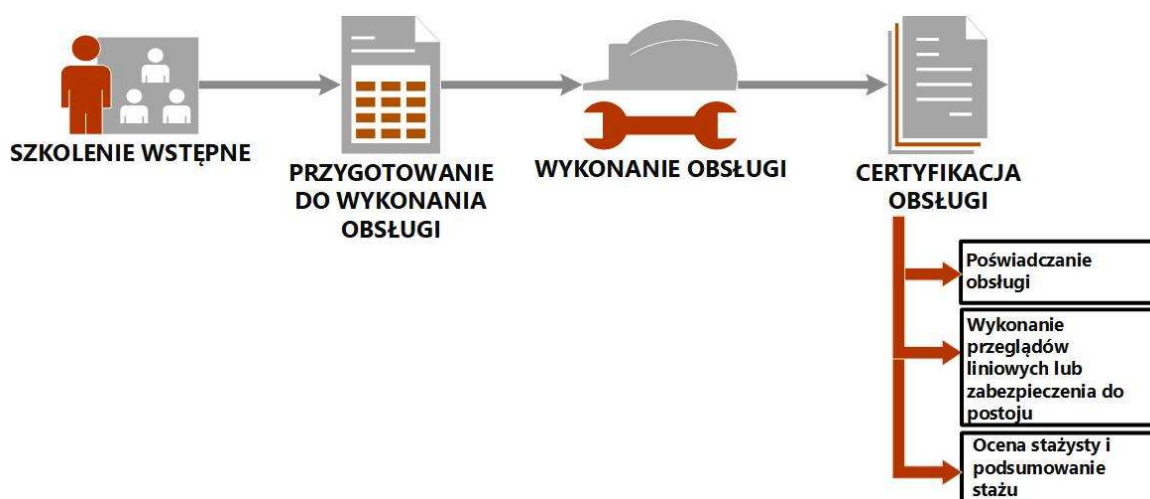 SZKOLENIE WSTĘPNE
PRZYGOTOWANIE
DO WYKONANIA
OBSŁUGI
WYKONANIE OBSŁUGI
CERTYFIKACJA
OBSŁUGI
Poświadczanie
obsługi
Wykonanie
przeglądów
liniowych lub
zabezpieczenia do
postoju
Ocena stażysty i
podsumowanie
stażu